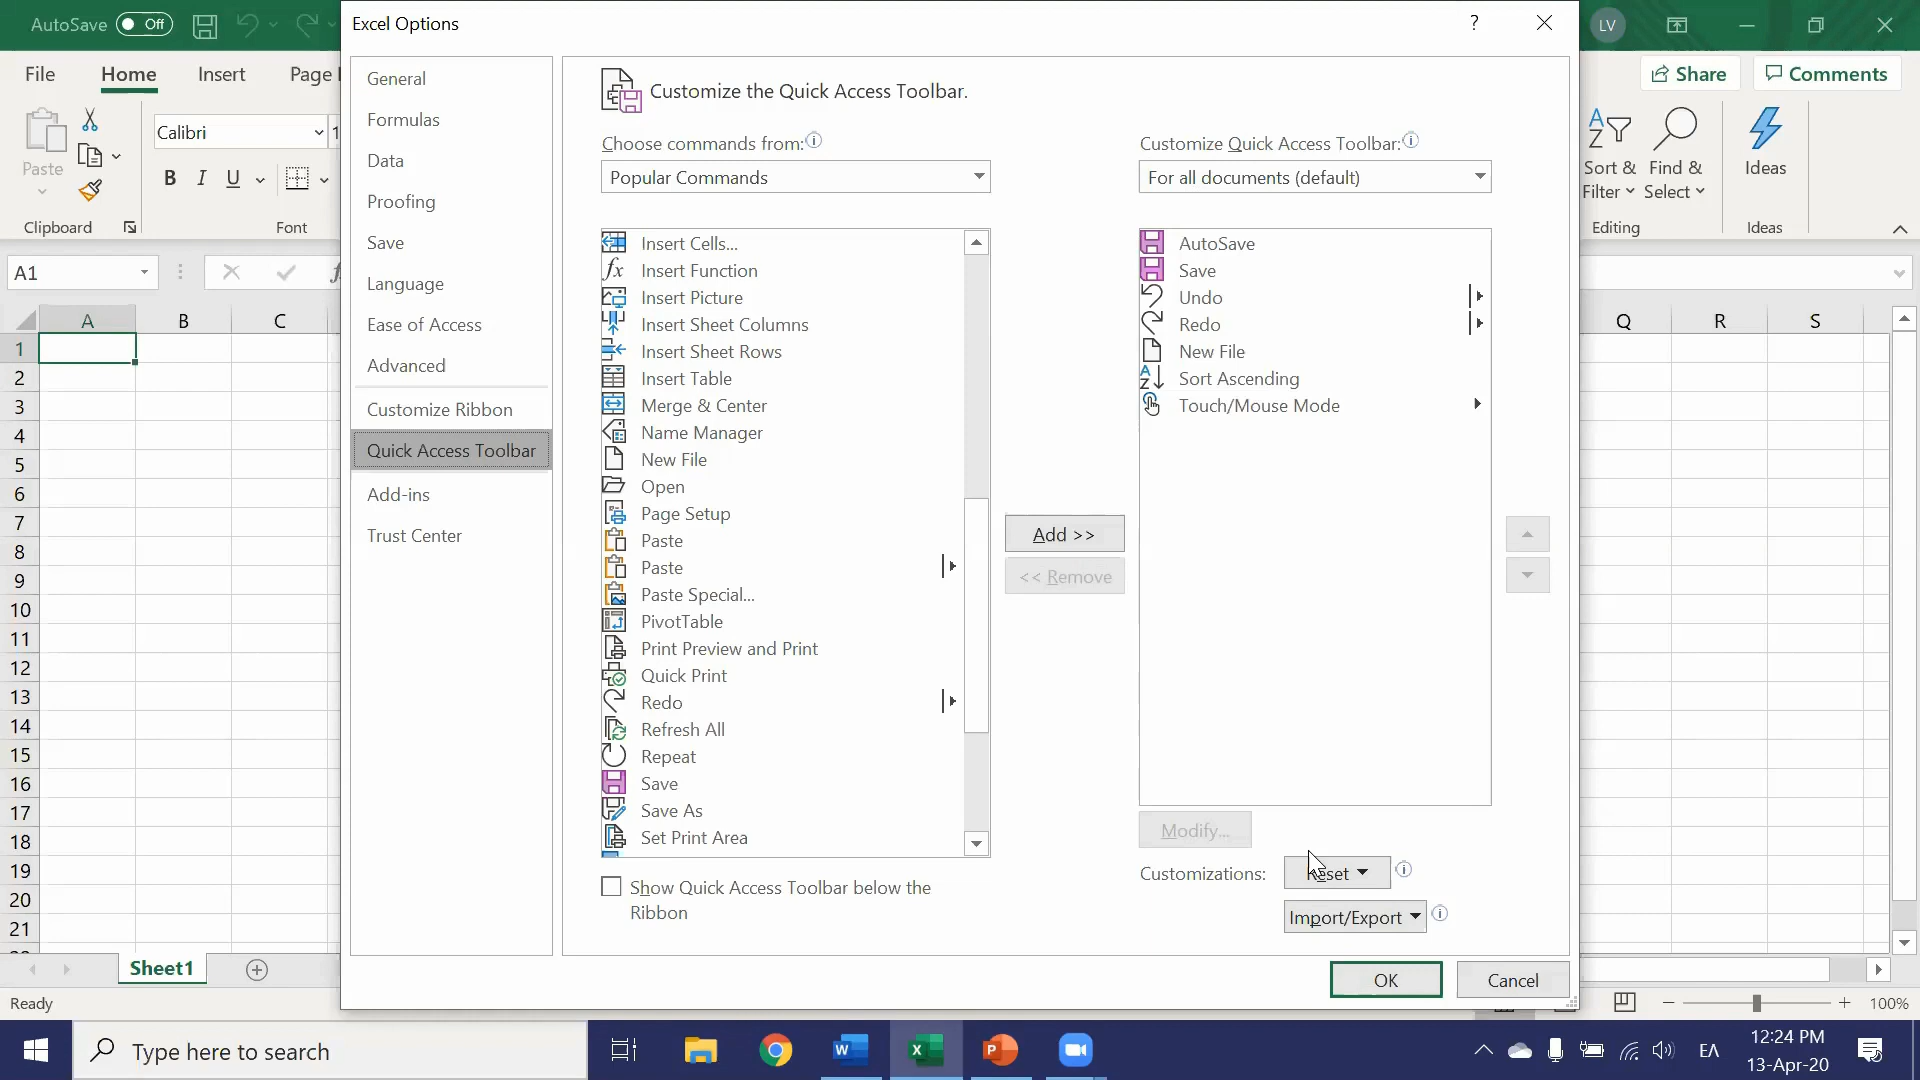 AutoSave Off
Excel Options
?
LV
File Home Insert Page
Share Comments
Paste
Calibri 1
B I U
Clipboard
Font
Sort & Filter
Find & Select
Ideas
Editing
Ideas
A1
A B C
Q R S
1
2
3
4
5
6
7
8
9
10
11
12
13
14
15
16
17
18
19
20
21
General
Formulas
Data
Proofing
Save
Language
Ease of Access
Advanced
Customize Ribbon
Quick Access Toolbar
Add-ins
Trust Center
Customize the Quick Access Toolbar.
Choose commands from:
Popular Commands
Insert Cells...
Insert Function
Insert Picture
Insert Sheet Columns
Insert Sheet Rows
Insert Table
Merge & Center
Name Manager
New File
Open
Page Setup
Paste
Paste
Paste Special...
PivotTable
Print Preview and Print
Quick Print
Redo
Refresh All
Repeat
Save
Save As
Set Print Area
Show Quick Access Toolbar below the
Ribbon
Add >>
<< Remove
Customize Quick Access Toolbar:
For all documents (default)
AutoSave
Save
Undo
Redo
New File
Sort Ascending
Touch/Mouse Mode
Modify...
Customizations: Reset
Import/Export
OK Cancel
Sheet1
Ready
100%
Type here to search
ΕΛ
12:24 PM
13-Apr-20